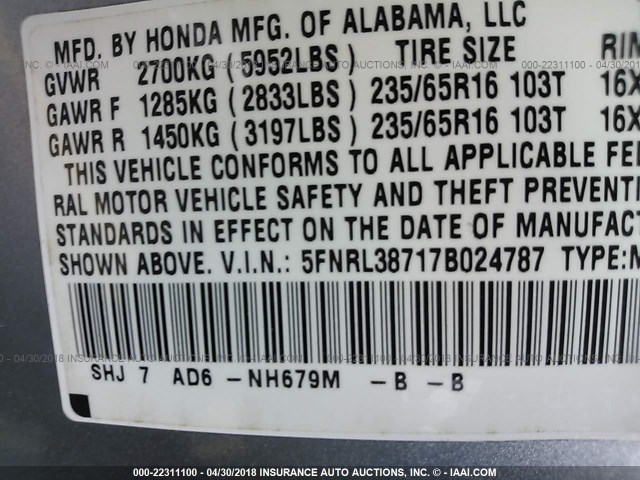 MFD. BY HONDA MFG. OF ALABAMA, LLC
GVWR 2700KG (5952LBS) TIRE SIZE RIM
GAWR F 1285KG (2833LBS) 235/65R16 103T 16X
GAWR R 1450KG (3197LBS) 235/65R16 103T 16X
THIS VEHICLE CONFORMS TO ALL APPLICABLE FE
RAL MOTOR VEHICLE SAFETY AND THEFT PREVENT
STANDARDS IN EFFECT ON THE DATE OF MANUFAC
SHOWN ABOVE. V.I.N.: 5FNRL38717B024787 TYPE:M
SHJ 7 AD6 -NH679M -B -B
000-22311100 - 04/30/2018 INSURANCE AUTO AUCTIONS, INC. - © IAAI.COM